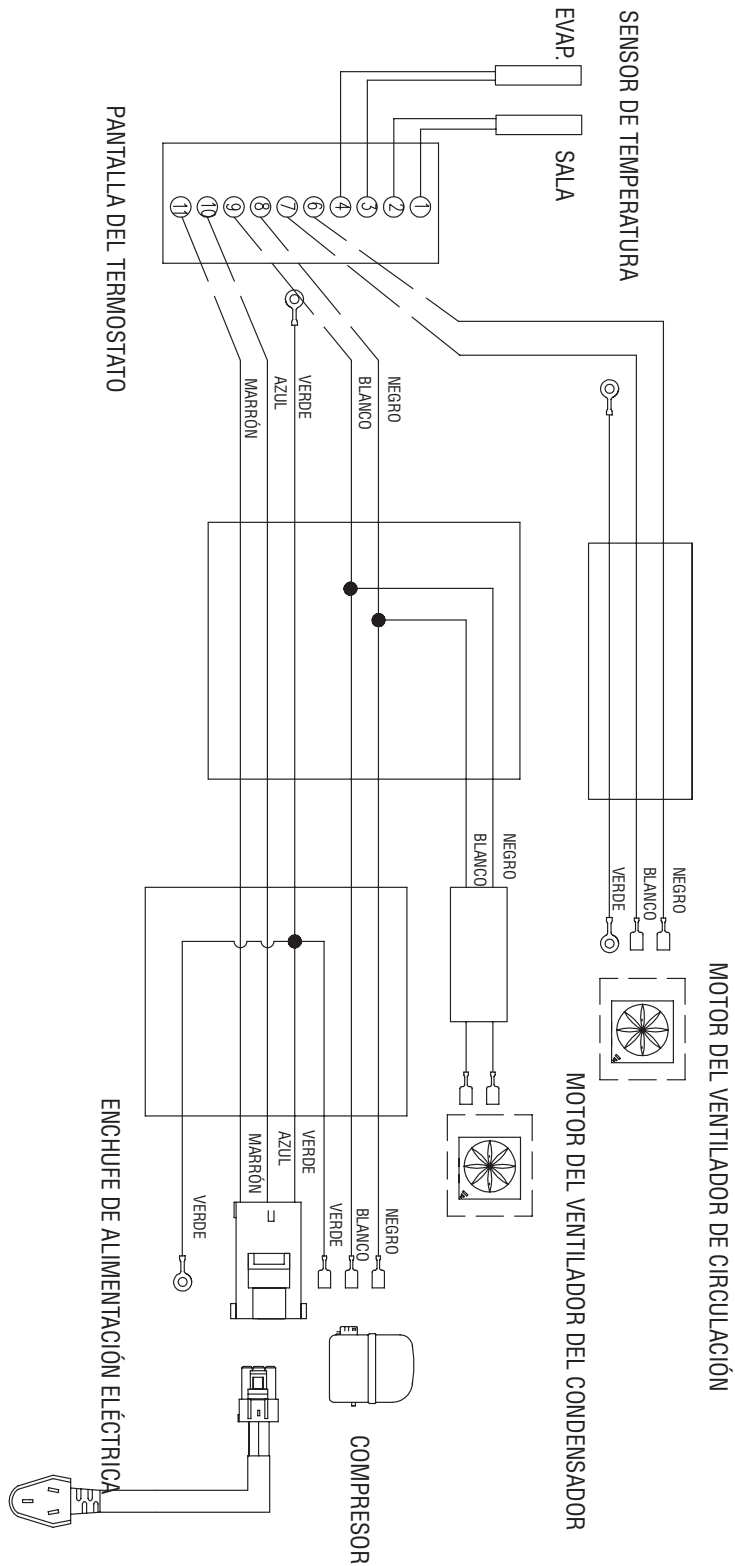 MOTOR DEL VENTILADOR DE CIRCULACIÓN
SENSOR DE TEMPERATURA
NEGRO
BLANCO
VERDE
MOTOR DEL VENTILADOR DEL CONDENSADOR
EVAP.
SALA
NEGRO
BLANCO
1
2
3
4
6
7
8
9
10
11
NEGRO
BLANCO
VERDE
AZUL
MARRÓN
NEGRO
BLANCO
VERDE
VERDE
AZUL
MARRÓN
VERDE
COMPRESOR
PANTALLA DEL TERMOSTATO
ENCHUFE DE ALIMENTACIÓN ELÉCTRICA